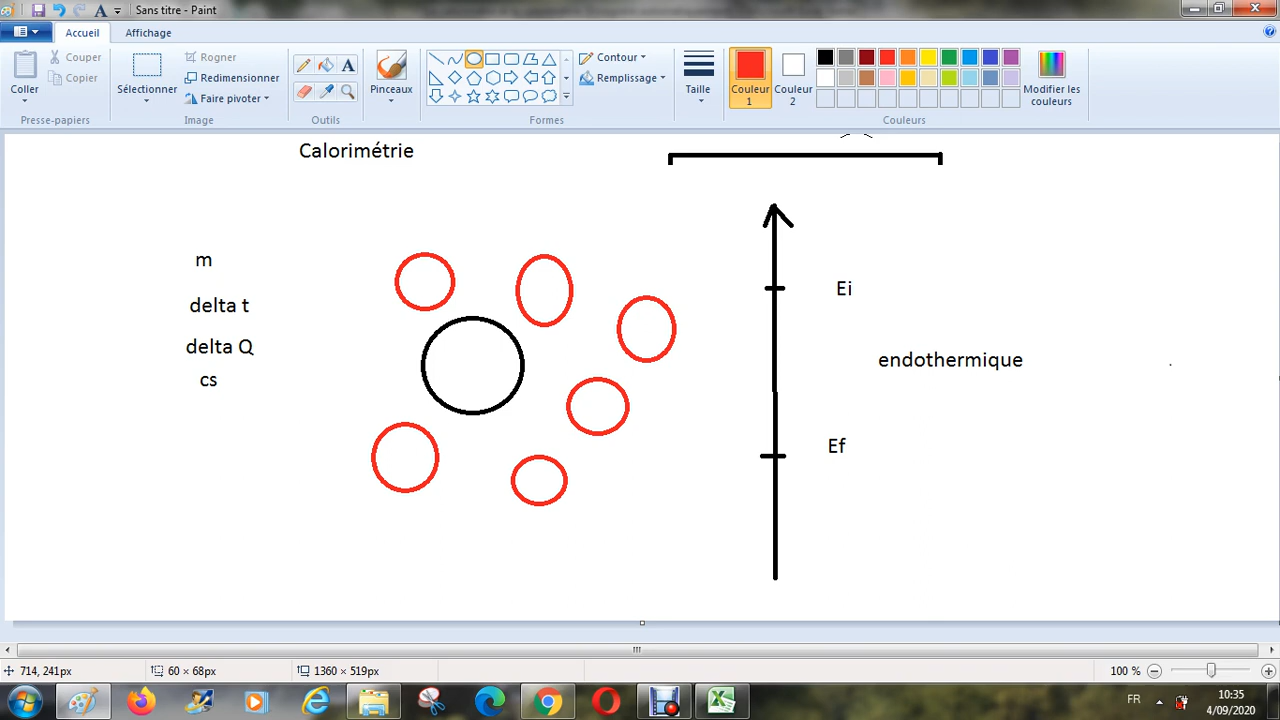 Sans titre - Paint
Accueil
Affichage
Coller
Couper
Copier
Presse-papiers
Sélectionner
Rogner
Redimensionner
Faire pivoter
Image
A
Outils
Pinceaux
Contour
Remplissage
Formes
Taille
Couleur
1
Couleur
2
Modifier les
couleurs
Couleurs
Calorimétrie
m
delta t
delta Q
cs
Ei
endothermique
Ef
714, 241px
60 × 68px
1360 × 519px
100 %
FR
10:35
4/09/2020